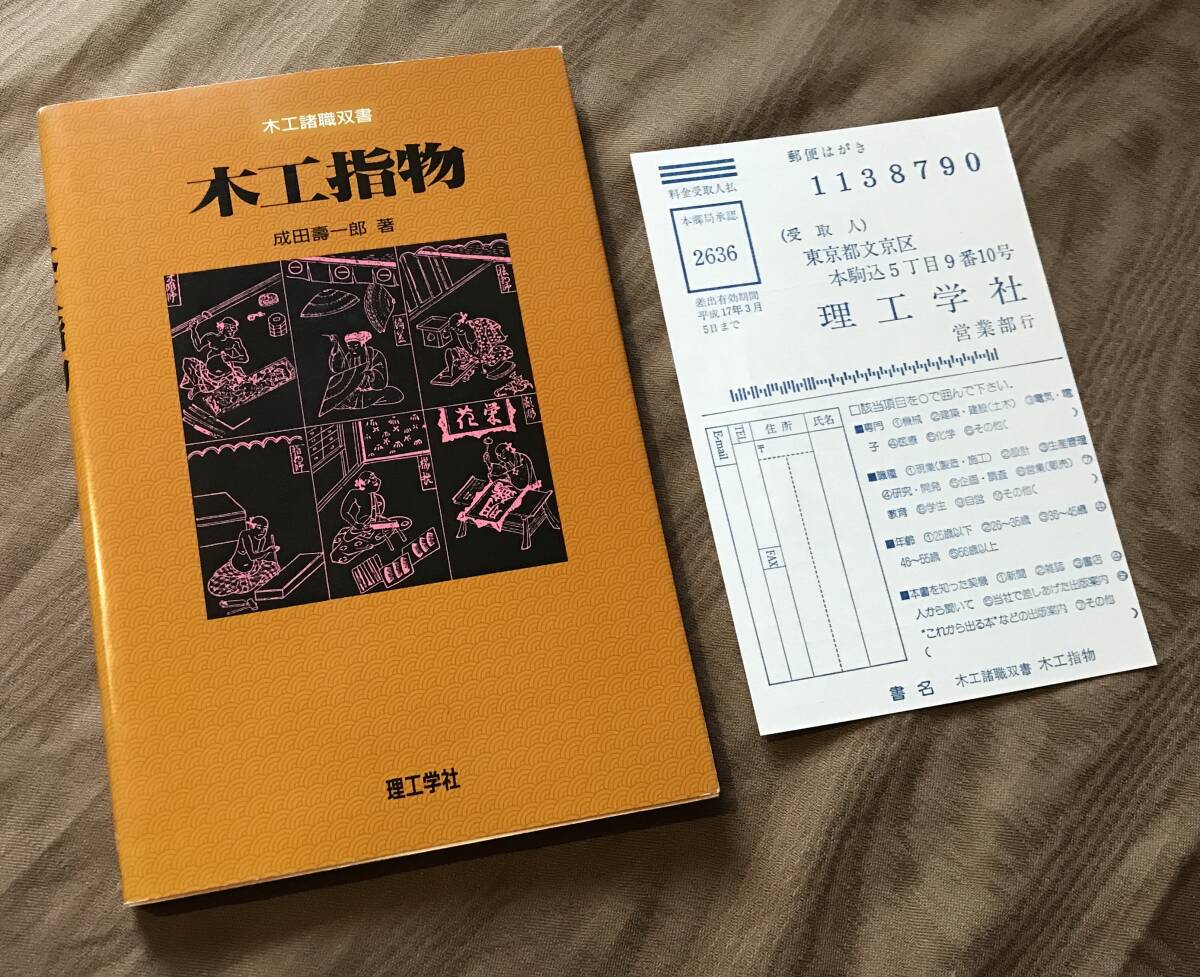 木工諸職双書
木工指物
成田壽一郎 著
理工学社
郵便はがき
1138790
料金受取人払
本郷局承認
2636
差出有効期間
平成17年3月
5日まで
(受取人)
東京都文京区
本駒込5丁目9番10号
理工学社
営業部行
E-mail
TEL
住所
氏名
〒
FAX
□該当項目を○で囲んで下さい.
■専門 ①機械 ②建築・建設(土木) ③電気・電
子 ④医療 ⑤化学 ⑥その他( )
■職種 ①現業(製造・施工) ②設計 ③生産管理
④研究・開発 ⑤企画・調査 ⑥営業(販売) ⑦
教育 ⑧学生 ⑨自営 ⑩その他( )
■年齢 ①25歳以下 ②26〜35歳 ③36〜45歳 ④
46〜55歳 ⑤56歳以上
■本書を知った契機 ①新聞 ②雑誌 ③書店 ④
人から聞いて ⑤当社で差しあげた出版案内 ⑥
"これから出る本"などの出版案内 ⑦その他
( )
書名 木工諸職双書 木工指物